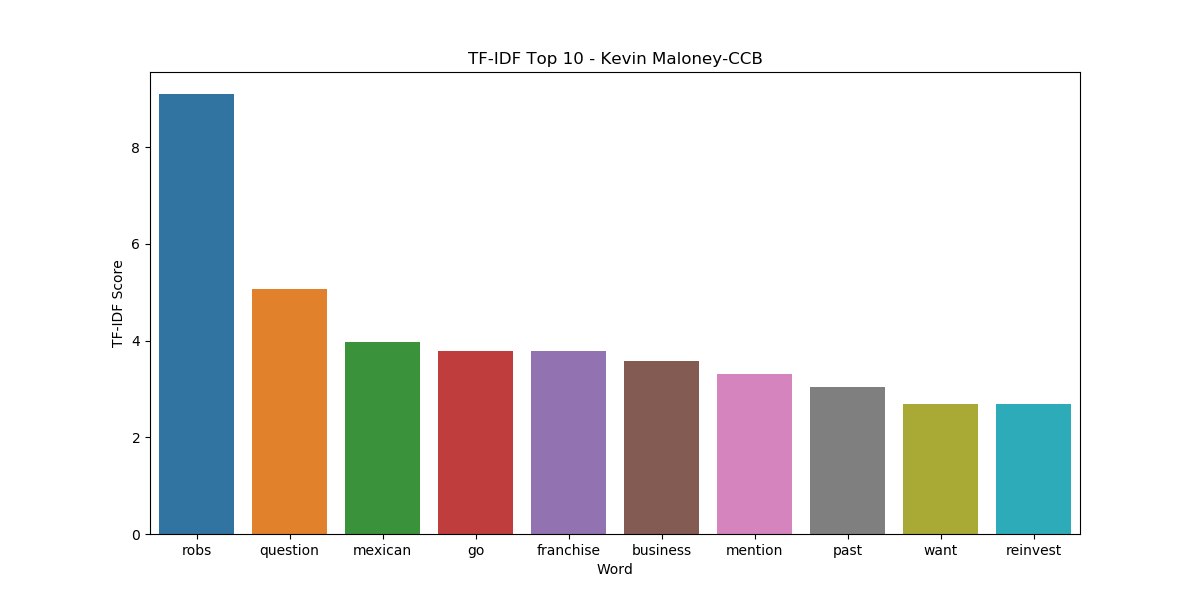 TF-IDF Top 10 - Kevin Maloney-CCB
8
6
4
2
0
TF-IDF Score
robs question mexican go franchise business mention past want reinvest
Word